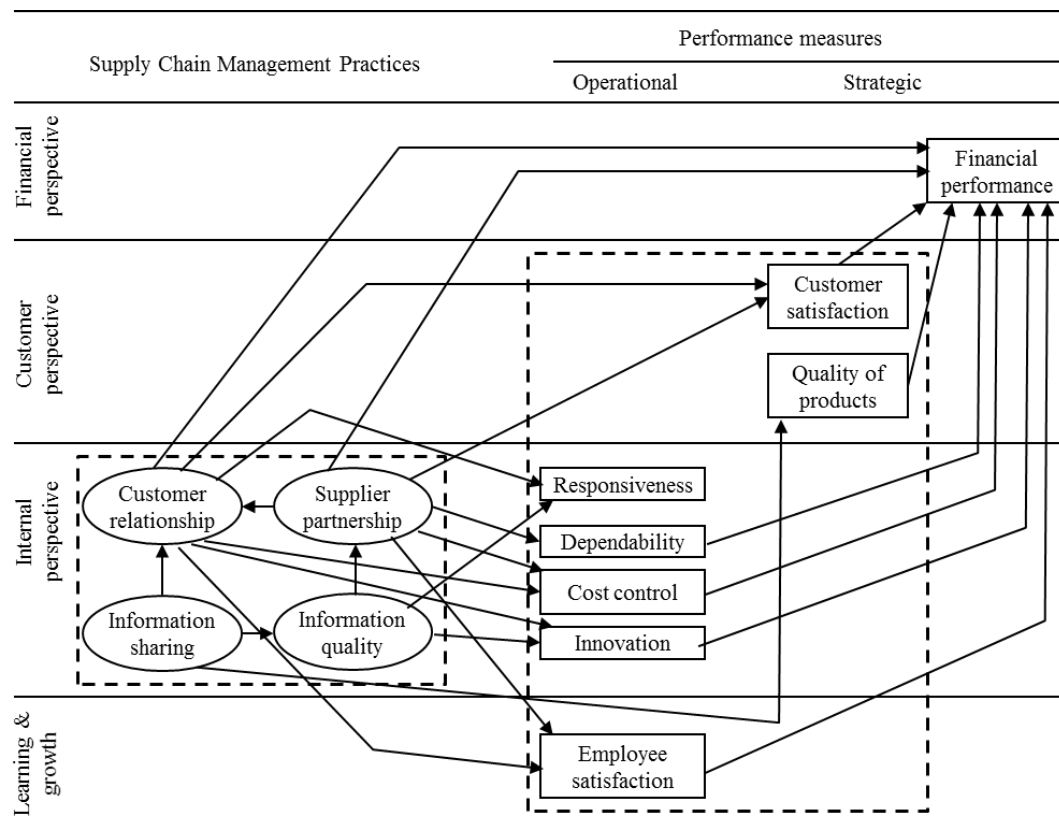 Performance measures
Supply Chain Management Practices
Operational
Strategic
Financial
perspective
Financial
performance
Customer
perspective
Customer
satisfaction
Quality of
products
Internal
perspective
Customer
relationship
Supplier
partnership
Responsiveness
Dependability
Cost control
Information
sharing
Information
quality
Innovation
Learning &
growth
Employee
satisfaction